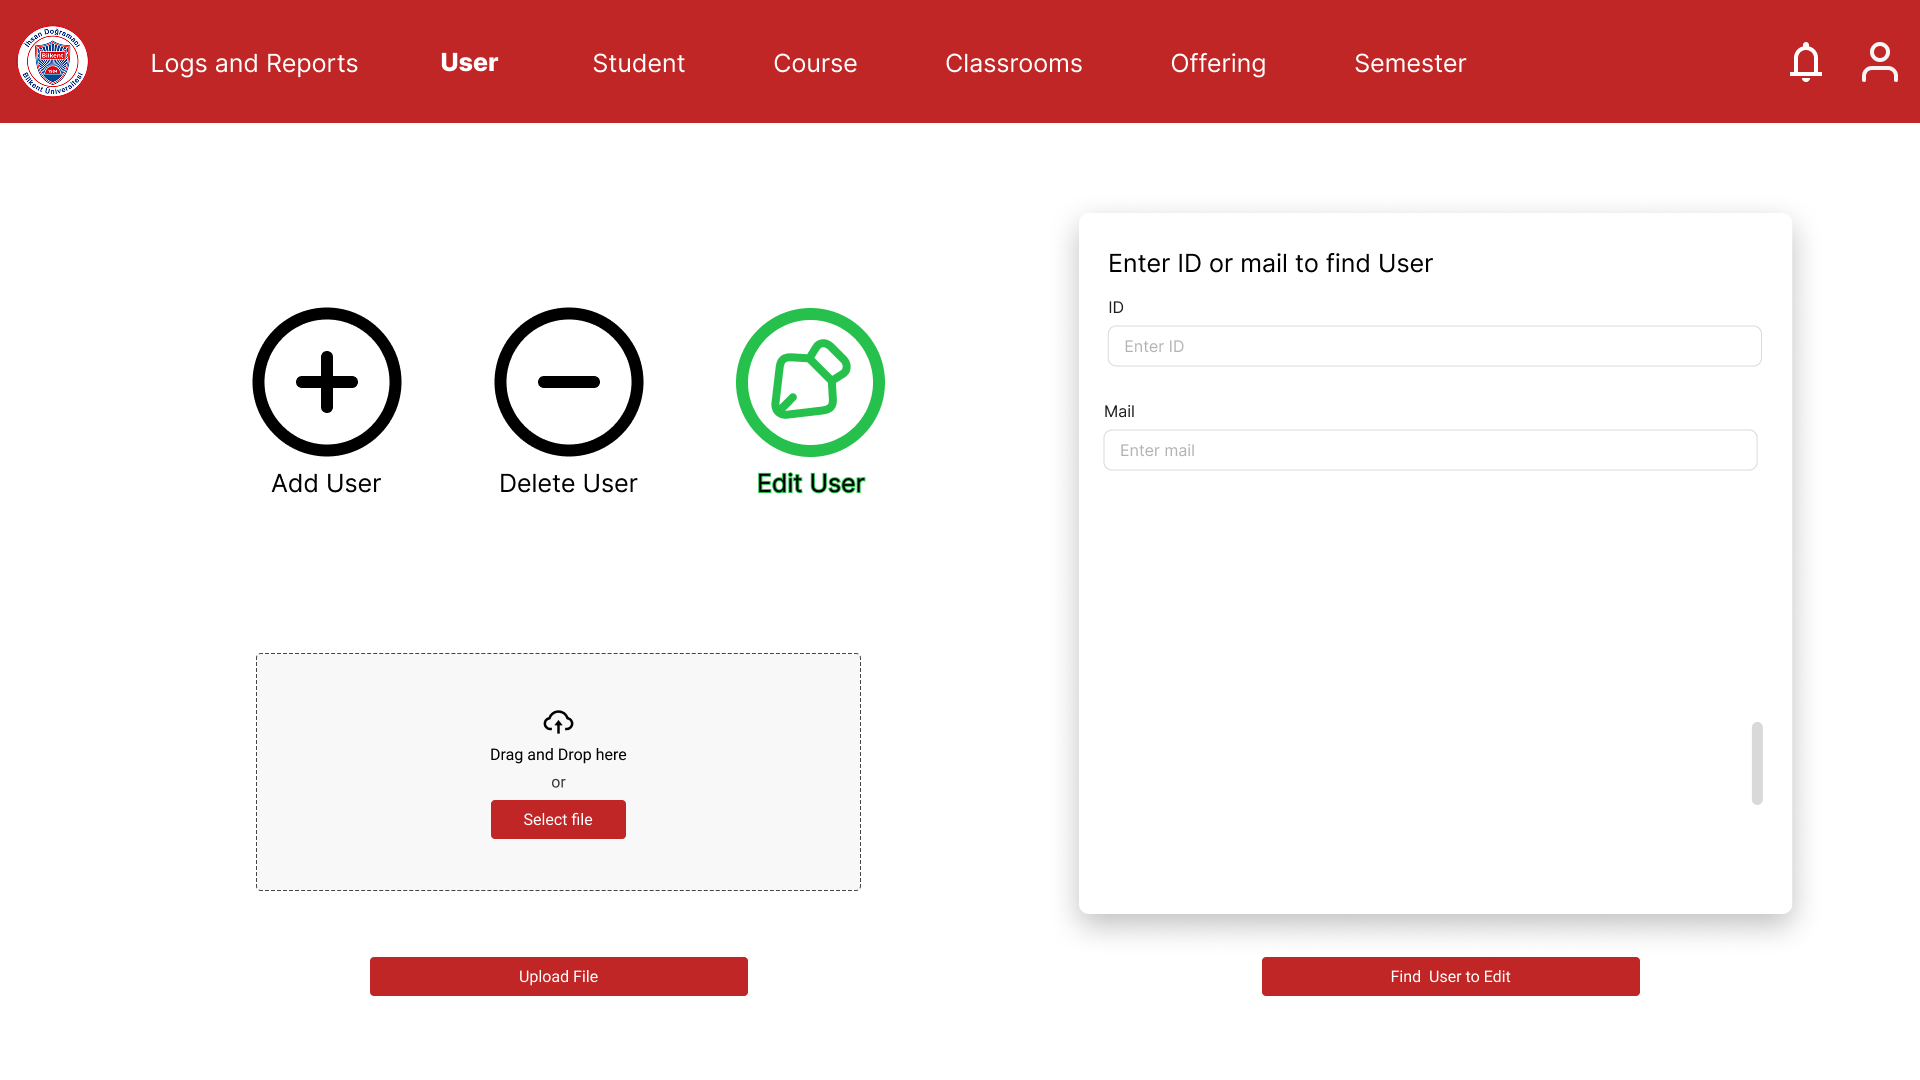 İhsan Doğramacı
Bilkent
1984
Bilkent Üniversitesi
Logs and Reports
User
Student
Course
Classrooms
Offering
Semester
Add User
Delete User
Edit User
Drag and Drop here
or
Select file
Upload File
Enter ID or mail to find User
ID
Enter ID
Mail
Enter mail
Find  User to Edit